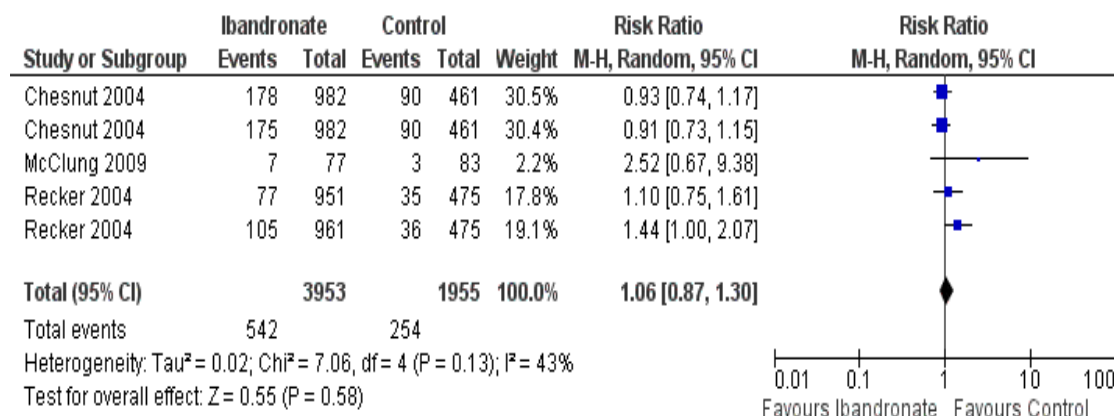 Ibandronate Control Risk Ratio Risk Ratio
Study or Subgroup Events Total Events Total Weight M-H, Random, 95% CI M-H, Random, 95% CI
Chesnut 2004 178 982 90 461 30.5% 0.93 [0.74, 1.17]
Chesnut 2004 175 982 90 461 30.4% 0.91 [0.73, 1.15]
McClung 2009 7 77 3 83 2.2% 2.52 [0.67, 9.38]
Recker 2004 77 951 35 475 17.8% 1.10 [0.75, 1.61]
Recker 2004 105 961 36 475 19.1% 1.44 [1.00, 2.07]
Total (95% CI) 3953 1955 100.0% 1.06 [0.87, 1.30]
Total events 542 254
Heterogeneity: Tau² = 0.02; Chi² = 7.06, df = 4 (P = 0.13); I² = 43%
Test for overall effect: Z = 0.55 (P = 0.58)
0.01 0.1 1 10 100
Favours Ibandronate Favours Control